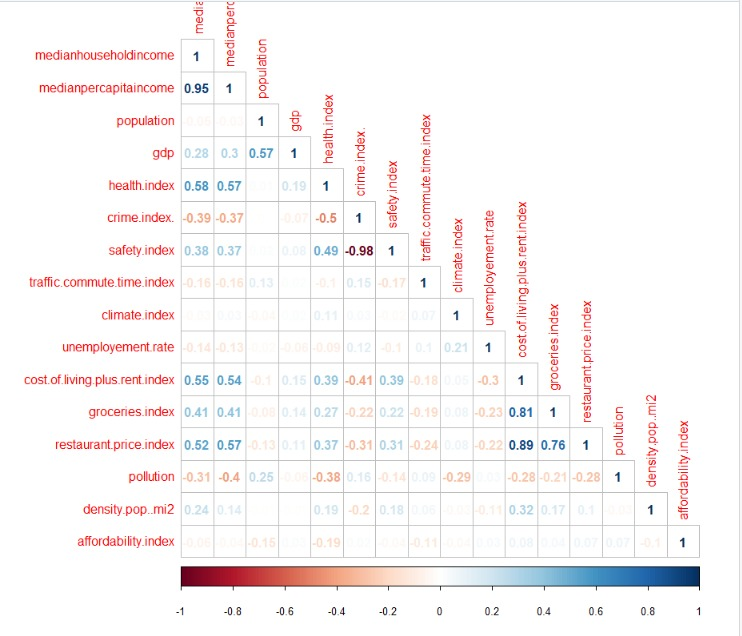 media
medianperc
population
gdp
health.index
crime.index.
safety.index
traffic.commute.time.index
climate.index
unemployement.rate
cost.of.living.plus.rent.index
groceries.index
restaurant.price.index
pollution
density.pop..mi2
affordability.index
medianhouseholdincome 1
medianpercapitaincome 0.95 1
population 1
gdp 0.28 0.3 0.57 1
health.index 0.58 0.57 0.19 1
crime.index. -0.39 -0.37 -0.07 -0.5 1
safety.index 0.38 0.37 0.08 0.49 -0.98 1
traffic.commute.time.index -0.16 -0.16 0.13 -0.1 0.15 -0.17 1
climate.index 0.11 0.07 1
unemployement.rate -0.14 -0.13 -0.09 0.12 -0.1 0.1 0.21 1
cost.of.living.plus.rent.index 0.55 0.54 -0.1 0.15 0.39 -0.41 0.39 -0.18 0.05 -0.3 1
groceries.index 0.41 0.41 -0.08 0.14 0.27 -0.22 0.22 -0.19 0.08 -0.23 0.81 1
restaurant.price.index 0.52 0.57 -0.13 0.11 0.37 -0.31 0.31 -0.24 0.08 -0.22 0.89 0.76 1
pollution -0.31 -0.4 0.25 -0.38 0.16 -0.14 0.09 -0.29 -0.28 -0.21 -0.28 1
density.pop..mi2 0.24 0.14 0.19 -0.2 0.18 -0.11 0.32 0.17 0.1 1
affordability.index -0.15 -0.19 -0.11 0.08 0.07 0.07 -0.1 1
-1 -0.8 -0.6 -0.4 -0.2 0 0.2 0.4 0.6 0.8 1